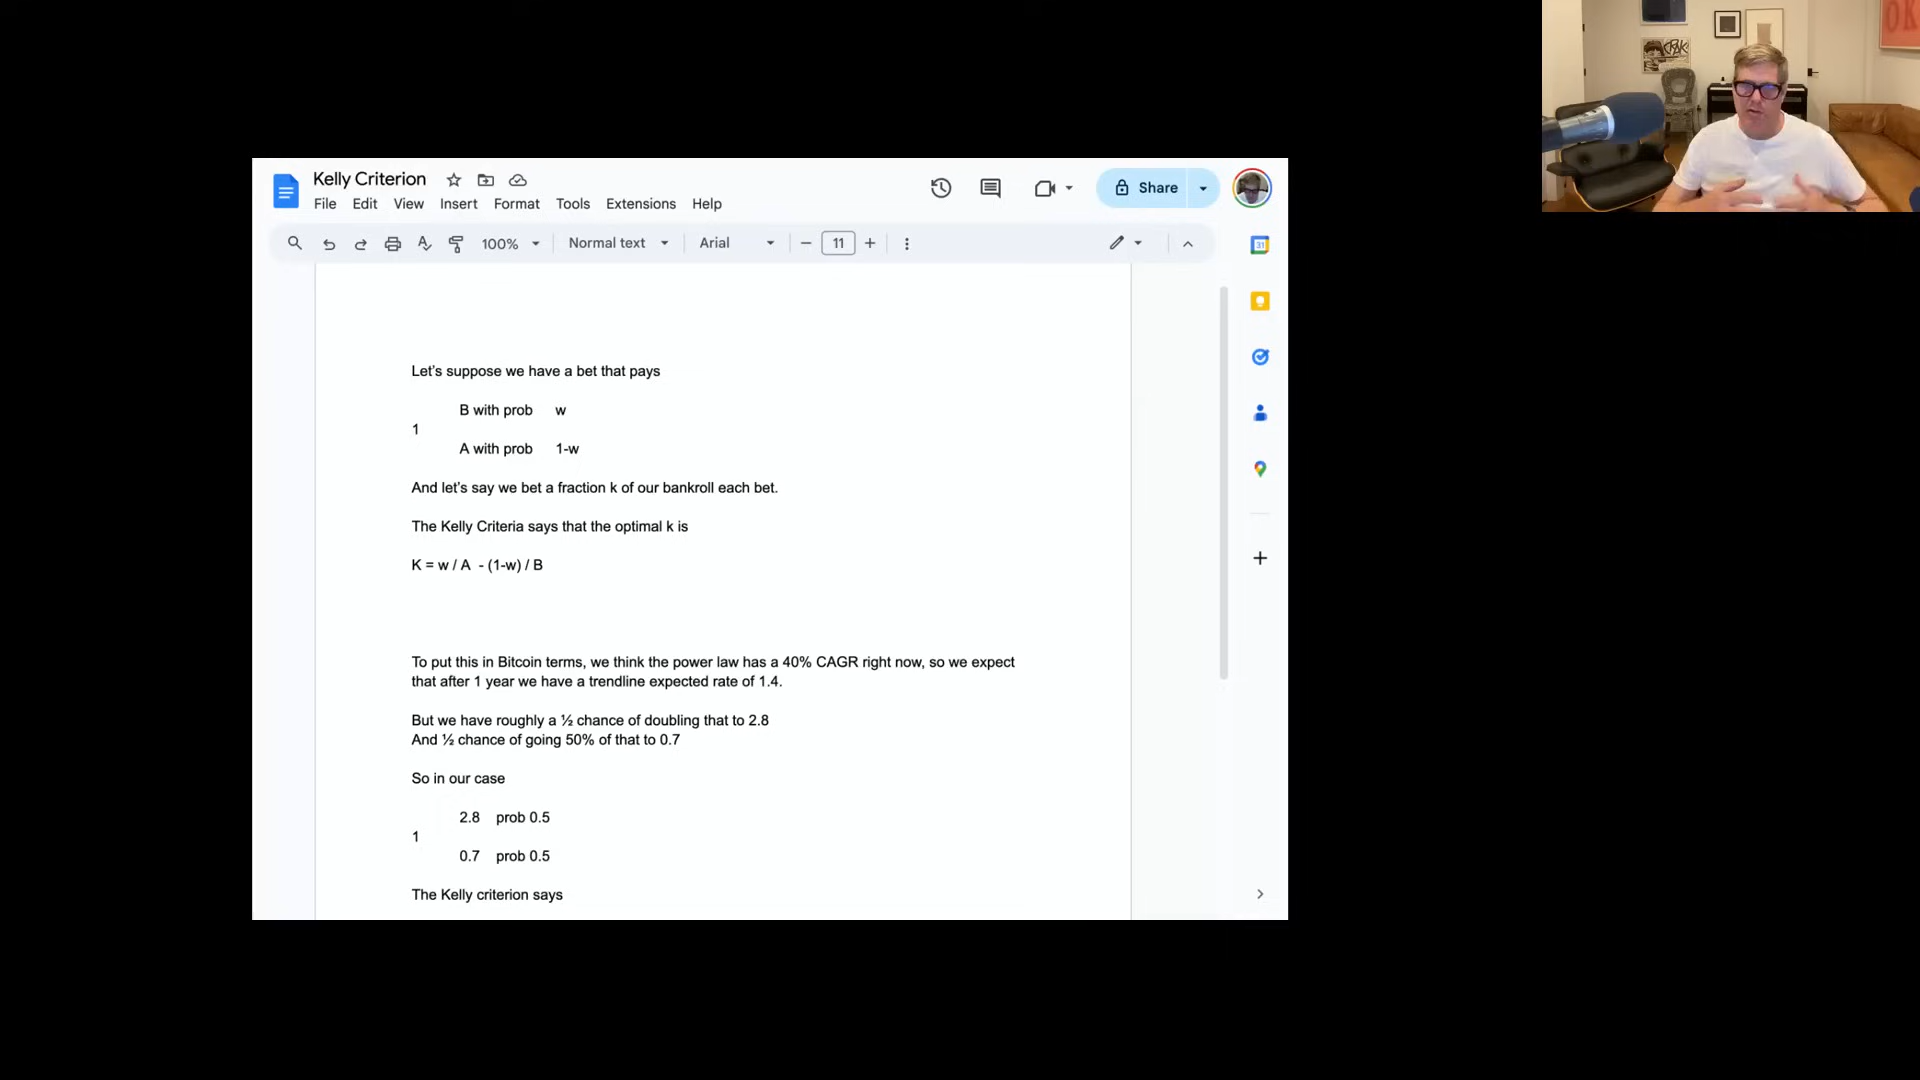 Kelly Criterion
File Edit View Insert Format Tools Extensions Help
Share
100% Normal text Arial 11
31
Let's suppose we have a bet that pays
B with prob w
1
A with prob 1-w
And let's say we bet a fraction k of our bankroll each bet.
The Kelly Criteria says that the optimal k is
K = w / A - (1-w) / B
To put this in Bitcoin terms, we think the power law has a 40% CAGR right now, so we expect
that after 1 year we have a trendline expected rate of 1.4.
But we have roughly a ½ chance of doubling that to 2.8
And ½ chance of going 50% of that to 0.7
So in our case
2.8 prob 0.5
1
0.7 prob 0.5
The Kelly criterion says
OK